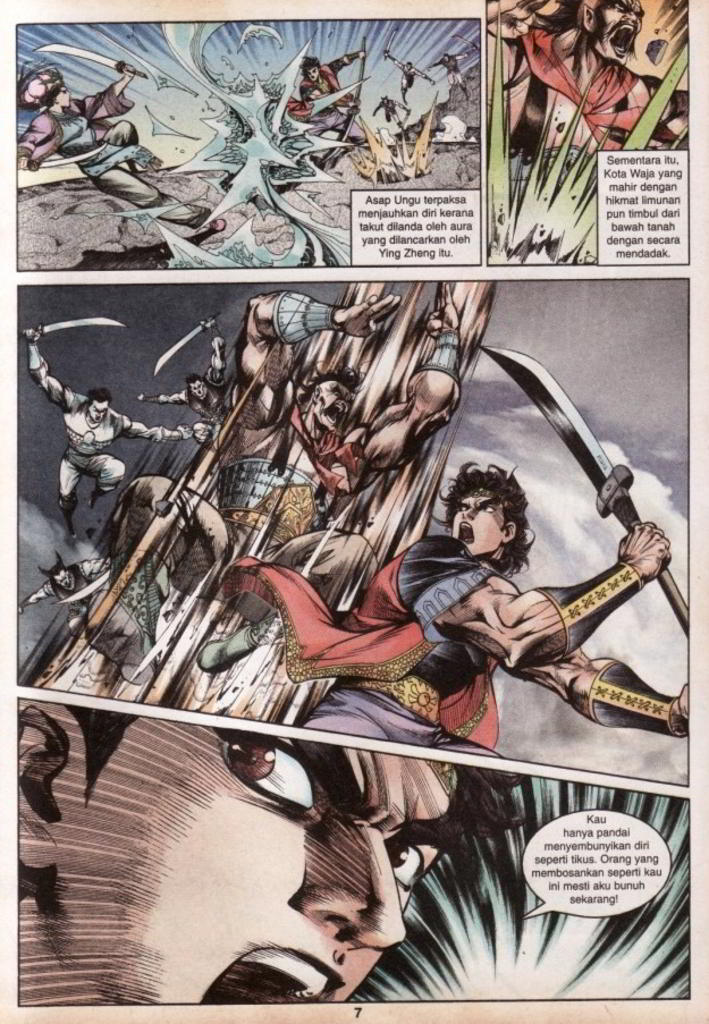 Asap Ungu terpaksa
menjauhkan diri kerana
takut dilanda oleh aura
yang dilancarkan oleh
Ying Zheng itu.
Sementara itu,
Kota Waja yang
mahir dengan
hikmat limunan
pun timbul dari
bawah tanah
dengan secara
mendadak.
Kau
hanya pandai
menyembunyikan diri
seperti tikus. Orang yang
membosankan seperti kau
ini mesti aku bunuh
sekarang!
7